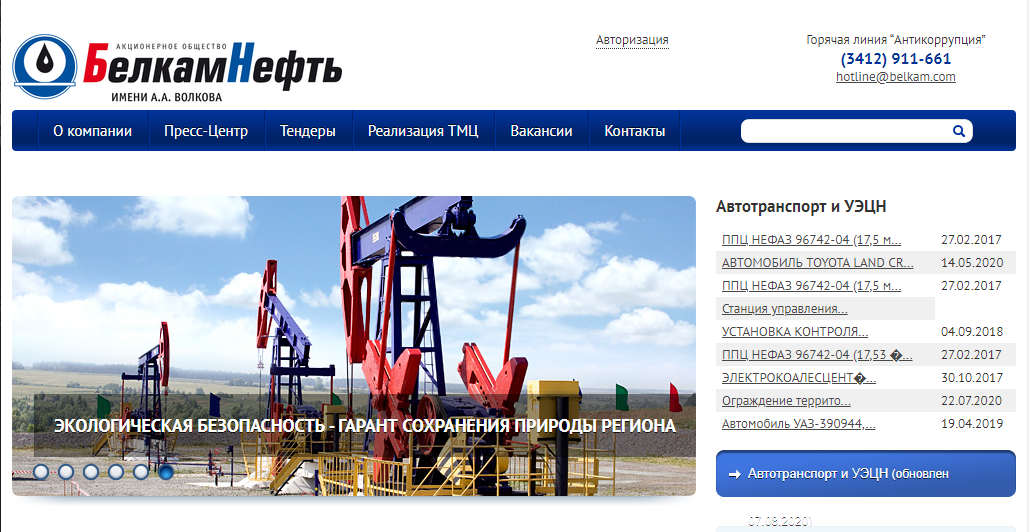 АКЦИОНЕРНОЕ ОБЩЕСТВО
БелкамНефть
ИМЕНИ А.А. ВОЛКОВА
Авторизация
Горячая линия “Антикоррупция”
(3412) 911-661
hotline@belkam.com
О компании Пресс-Центр Тендеры Реализация ТМЦ Вакансии Контакты
ЭКОЛОГИЧЕСКАЯ БЕЗОПАСНОСТЬ - ГАРАНТ СОХРАНЕНИЯ ПРИРОДЫ РЕГИОНА
Автотранспорт и УЭЦН
ППЦ НЕФАЗ 96742-04 (17,5 м... 27.02.2017
АВТОМОБИЛЬ TOYOTA LAND CR... 14.05.2020
ППЦ НЕФАЗ 96742-04 (17,5 м... 27.02.2017
Станция управления...
УСТАНОВКА КОНТРОЛЯ... 04.09.2018
ППЦ НЕФАЗ 96742-04 (17,53 �... 27.02.2017
ЭЛЕКТРОКОАЛЕСЦЕНТ�... 30.10.2017
Ограждение террито... 22.07.2020
Автомобиль УАЗ-390944,... 19.04.2019
Автотранспорт и УЭЦН (обновлен
07.08.2020)